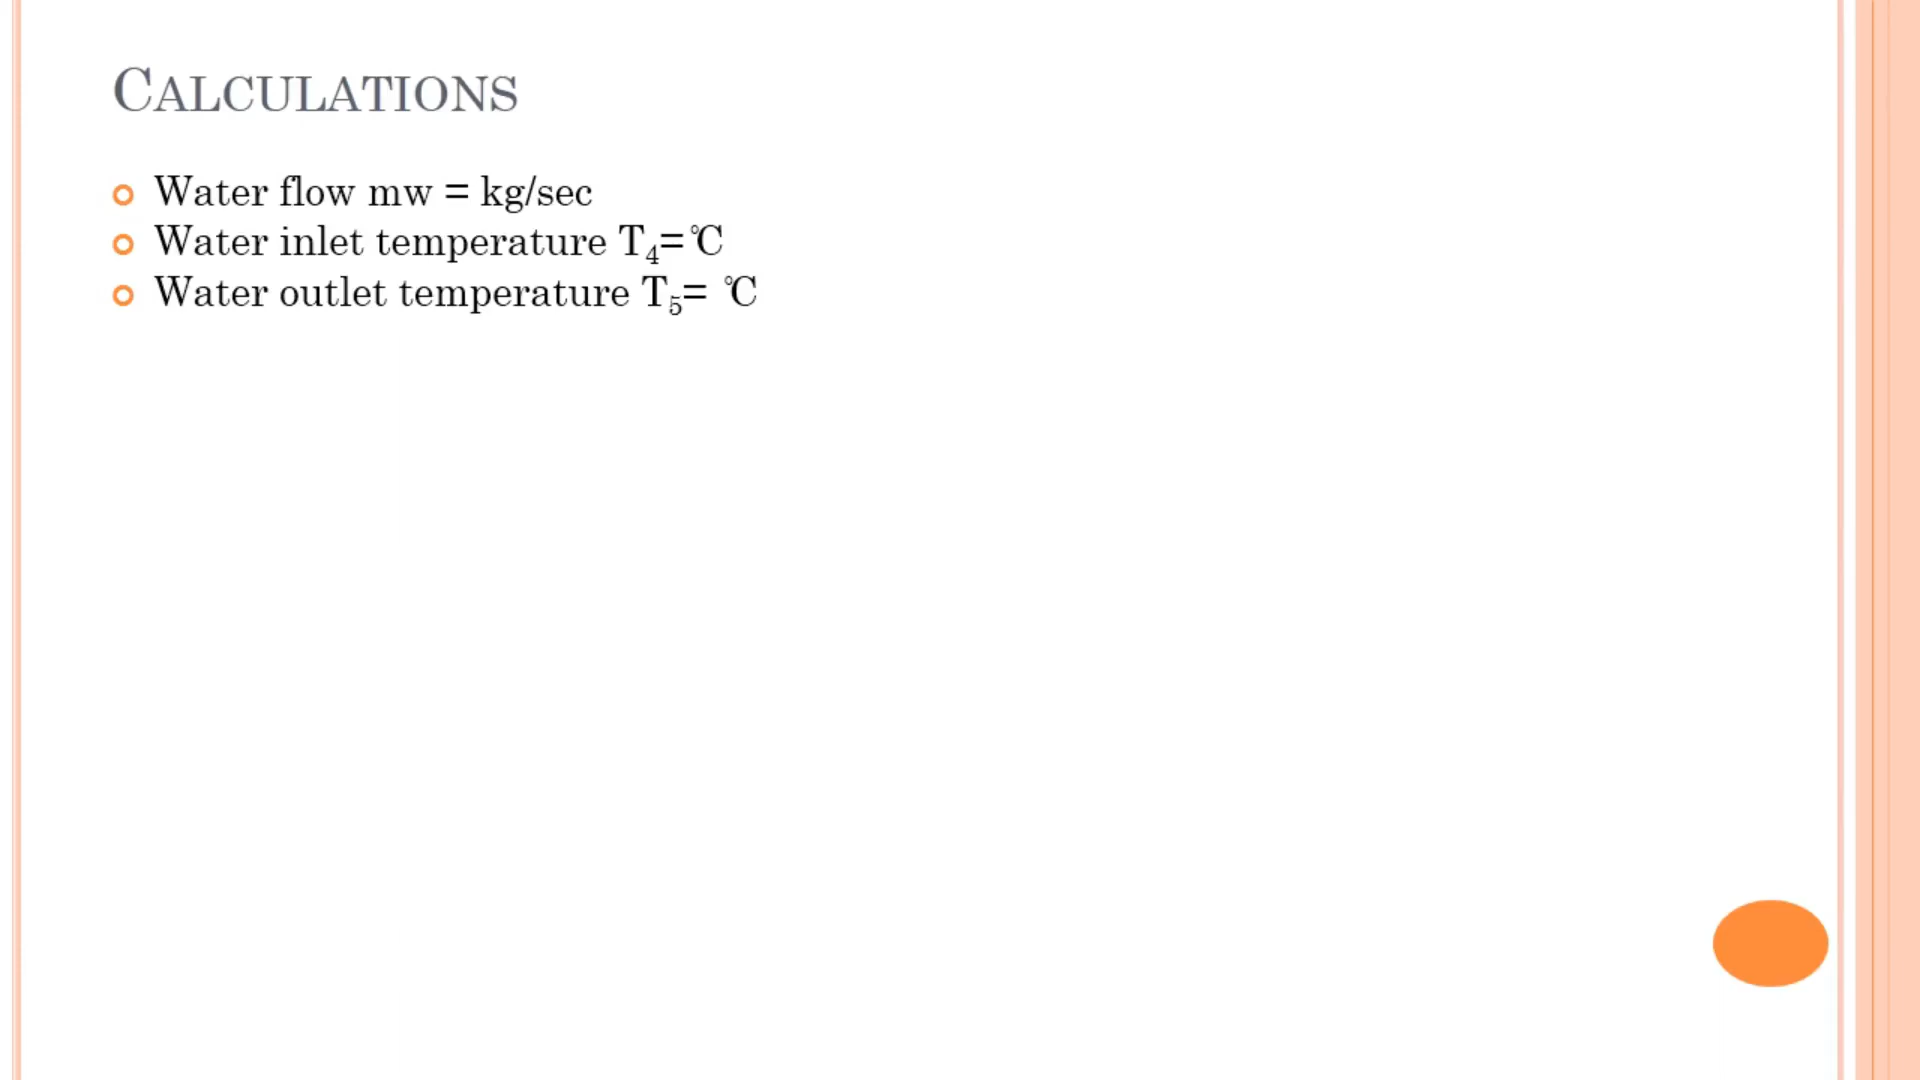 CALCULATIONS
Water flow mw = kg/sec
Water inlet temperature T₄=℃
Water outlet temperature T₅= ℃